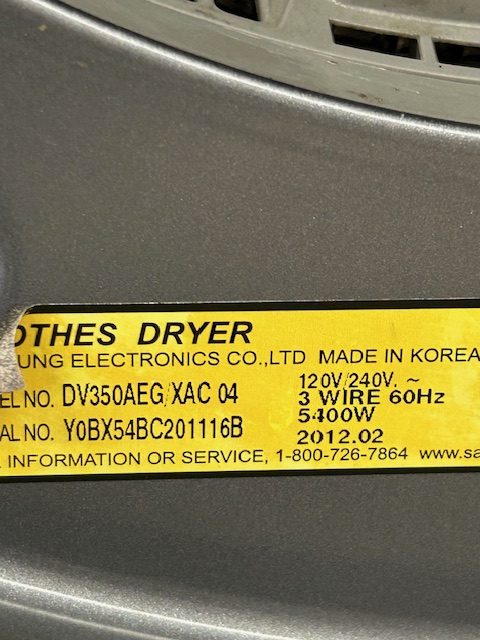 OTHES DRYER
UNG ELECTRONICS CO.,LTD MADE IN KOREA
EL NO. DV350AEG/XAC 04 120V/240V. ~
3 WIRE 60Hz
5400W
AL NO. Y0BX54BC201116B 2012.02
INFORMATION OR SERVICE, 1-800-726-7864 www.sa